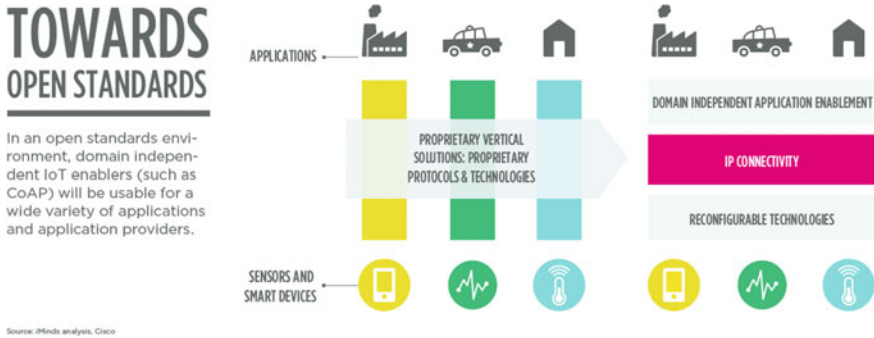 TOWARDS
OPEN STANDARDS
In an open standards envi-
ronment, domain indepen-
dent IoT enablers (such as
CoAP) will be usable for a
wide variety of applications
and application providers.
Source: iMinds analysis, Cisco
APPLICATIONS
PROPRIETARY VERTICAL
SOLUTIONS: PROPRIETARY
PROTOCOLS & TECHNOLOGIES
SENSORS AND
SMART DEVICES
DOMAIN INDEPENDENT APPLICATION ENABLEMENT
IP CONNECTIVITY
RECONFIGURABLE TECHNOLOGIES